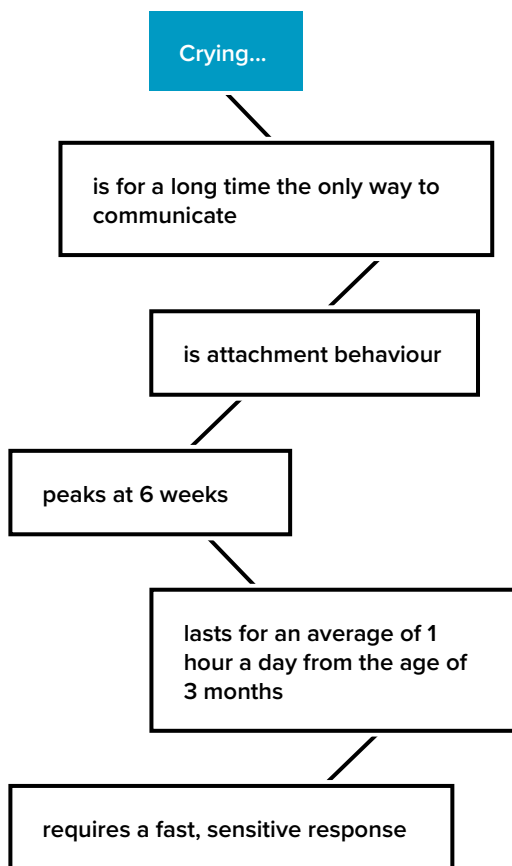 Crying...
is for a long time the only way to
communicate
is attachment behaviour
peaks at 6 weeks
lasts for an average of 1
hour a day from the age of
3 months
requires a fast, sensitive response